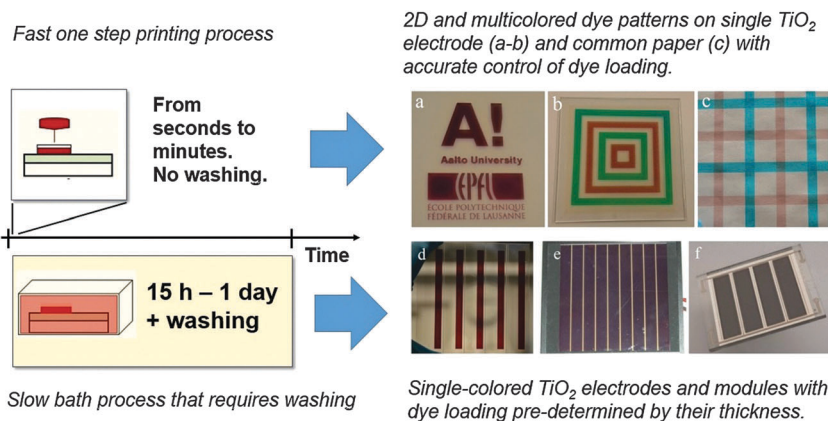 Fast one step printing process
From
seconds to
minutes.
No washing.
Time
15 h – 1 day
+ washing
Slow bath process that requires washing
2D and multicolored dye patterns on single TiO₂
electrode (a-b) and common paper (c) with
accurate control of dye loading.
a
A!
Aalto University
EPFL
ÉCOLE POLYTECHNIQUE
FÉDÉRALE DE LAUSANNE
b
c
d
e
f
Single-colored TiO₂ electrodes and modules with
dye loading pre-determined by their thickness.